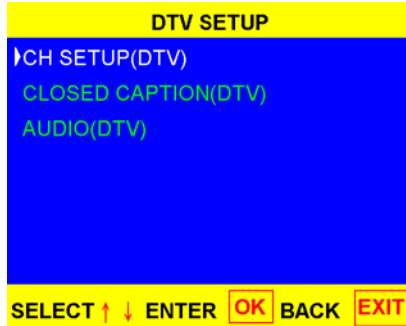 DTV SETUP
CH SETUP(DTV)
CLOSED CAPTION(DTV)
AUDIO(DTV)
SELECT ↑ ↓ ENTER OK BACK EXIT